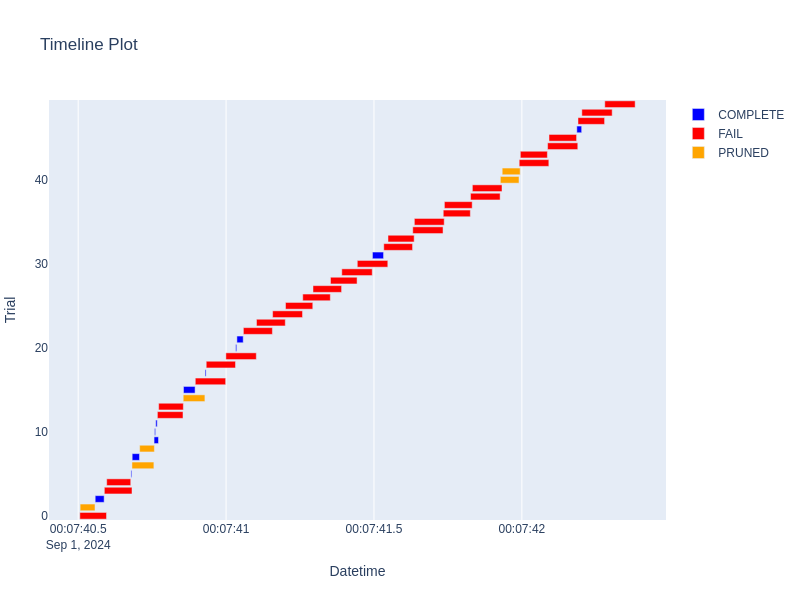 Timeline Plot
COMPLETE
FAIL
PRUNED
40
30
20
10
0
Trial
00:07:40.5
Sep 1, 2024
00:07:41
00:07:41.5
00:07:42
Datetime